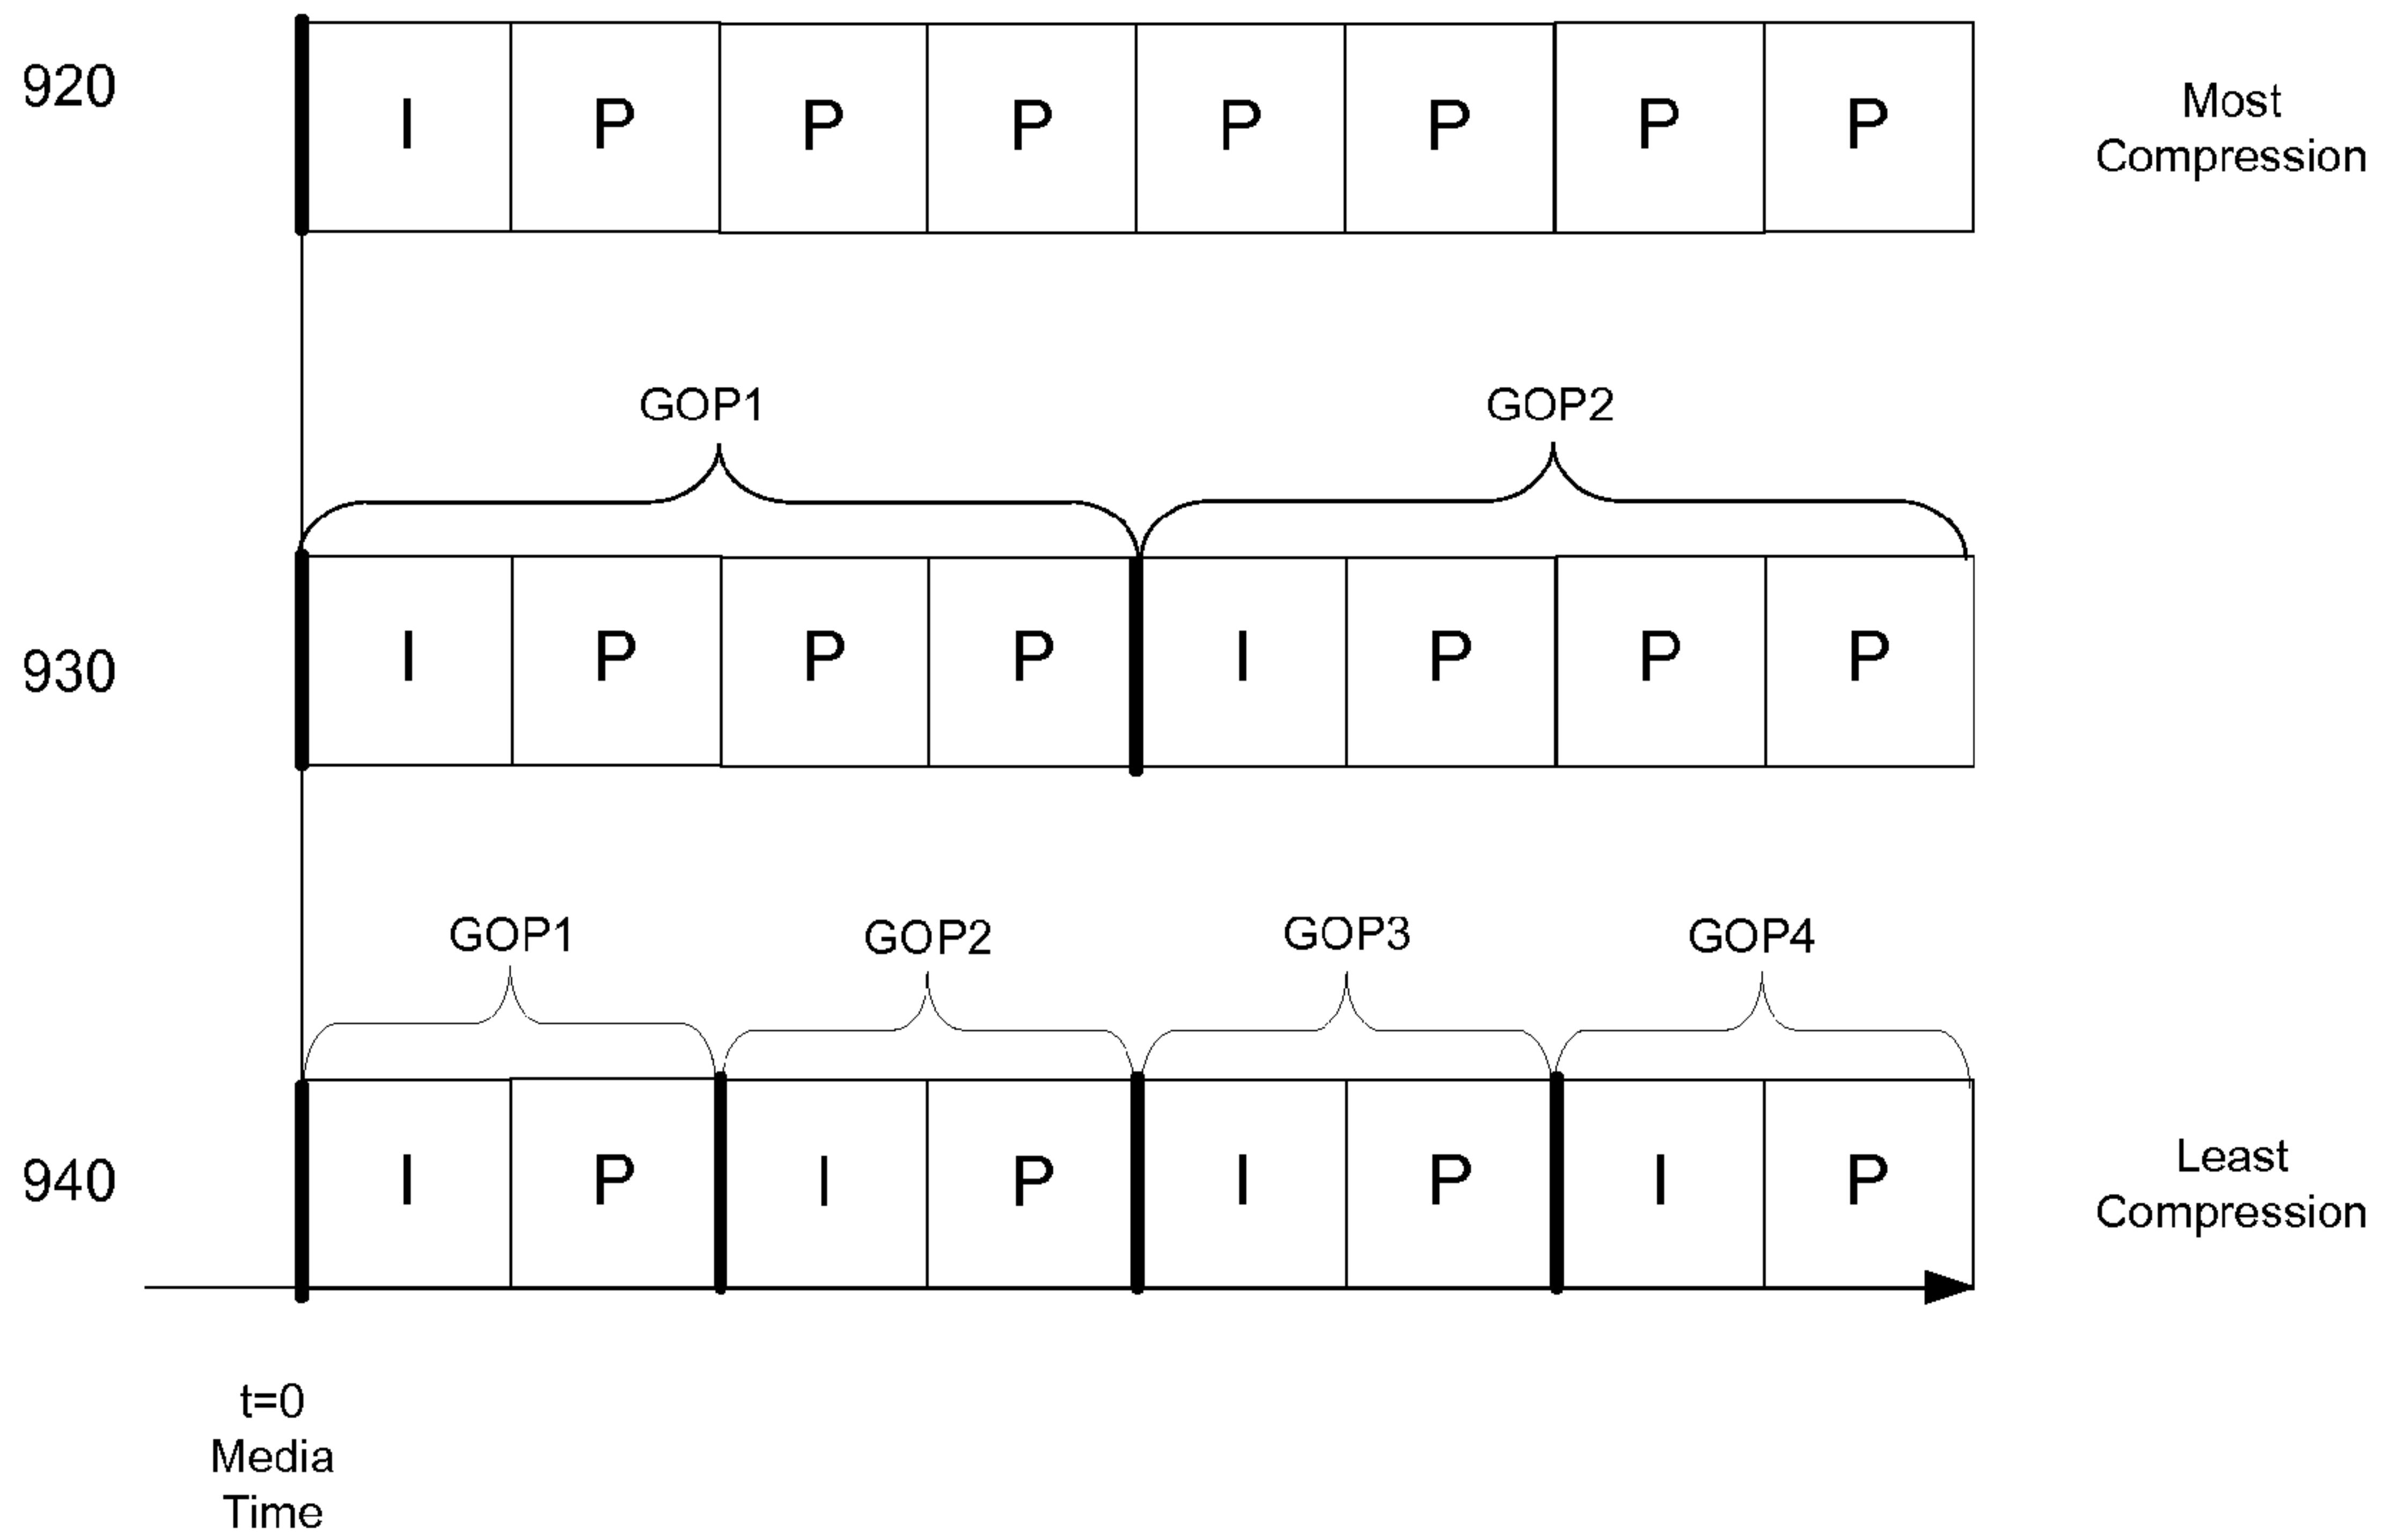 920
I P P P P P P P
Most
Compression
GOP1 GOP2
930
I P P P I P P P
GOP1 GOP2 GOP3 GOP4
940
I P I P I P I P
Least
Compression
t=0
Media
Time